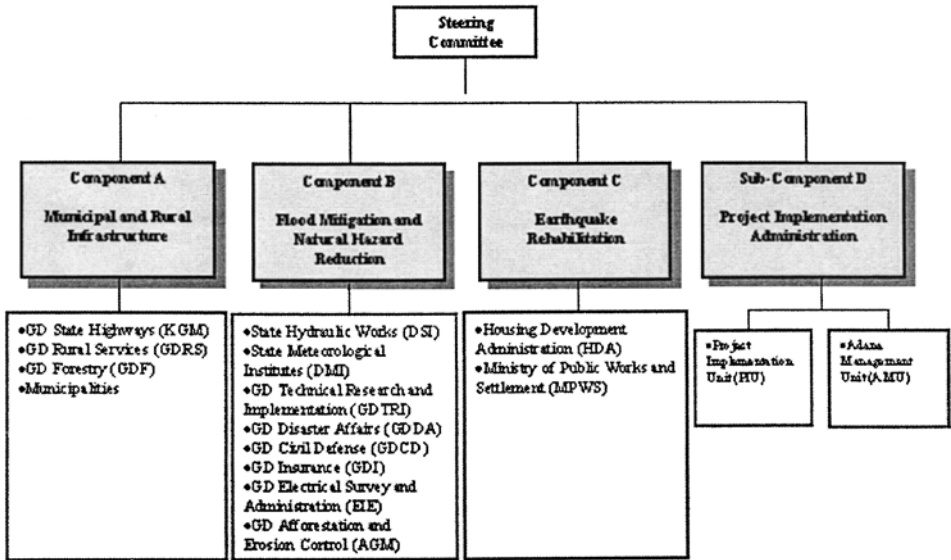 Steering
Committee
Component A
Municipal and Rural
Infrastructure
Component B
Flood Mitigation and
Natural Hazard
Reduction
Component C
Earthquake
Rehabilitation
Sub-Component D
Project Implementation
Administration
•GD State Highways (KGM)
•GD Rural Services (GDRS)
•GD Forestry (GDF)
•Municipalities
•State Hydraulic Works (DSI)
•State Meteorological
Institutes (DMI)
•GD Technical Research and
Implementation (GDTRI)
•GD Disaster Affairs (GDDA)
•GD Civil Defense (GDCD)
•GD Insurance (GDI)
•GD Electrical Survey and
Administration (EIE)
•GD Afforestation and
Erosion Control (AGM)
•Housing Development
Administration (HDA)
•Ministry of Public Works and
Settlement (MPWS)
•Project
Implementation
Unit(PIU)
•Adana
Management
Unit(AMU)